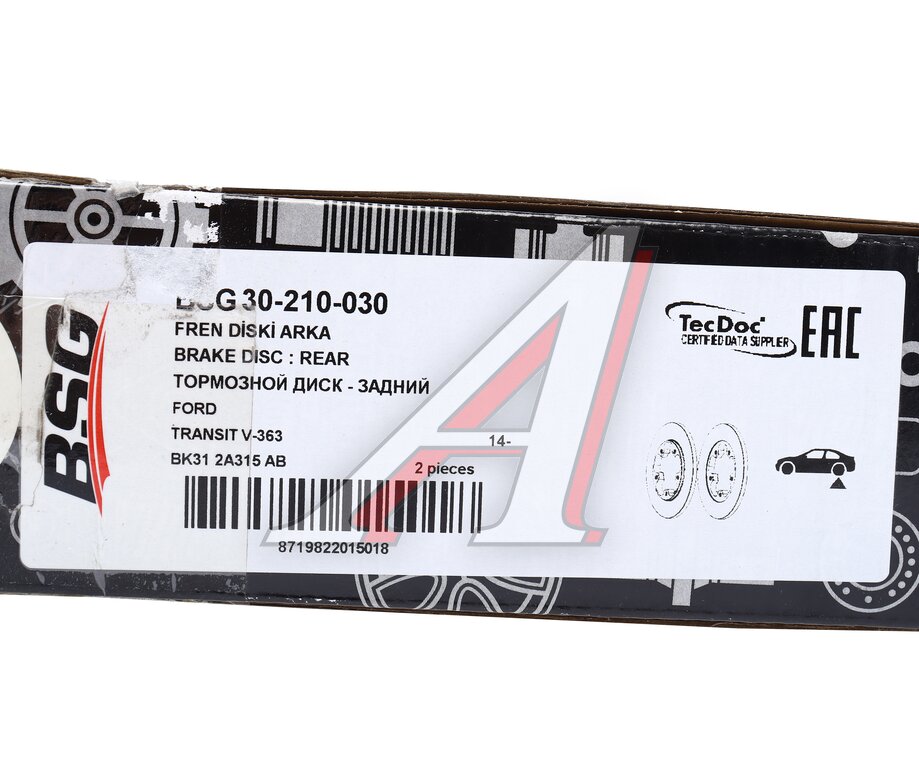 BSG
BSG 30-210-030
FREN DİSKİ ARKA
BRAKE DISC : REAR
ТОРМОЗНОЙ ДИСК - ЗАДНИЙ
FORD
TRANSIT V-363 14-
BK31 2A315 AB
2 pieces
8719822015018
TecDoc
CERTIFIED DATA SUPPLIER
EAC